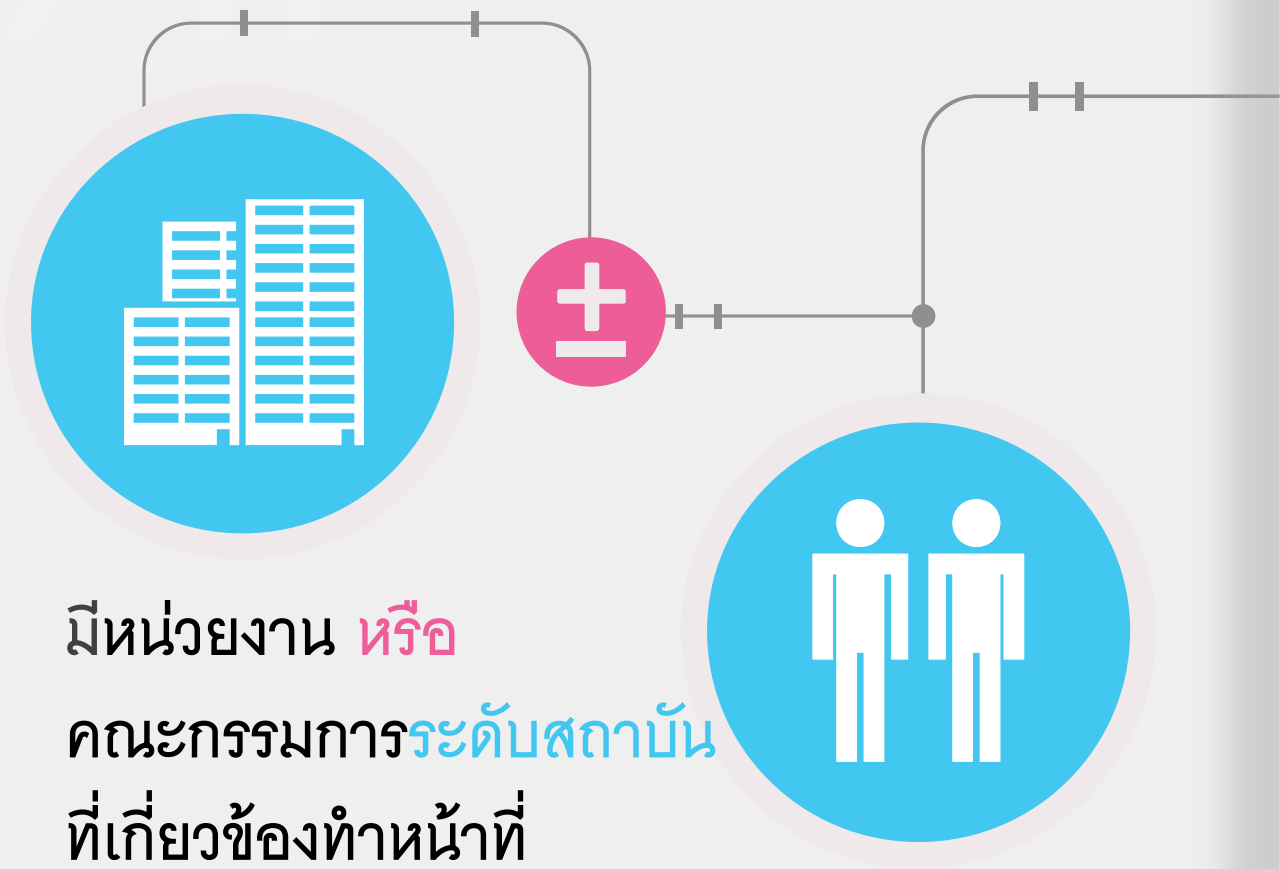 มีหน่วยงาน หรือ
คณะกรรมการระดับสถาบัน
ที่เกี่ยวข้องทำหน้าที่